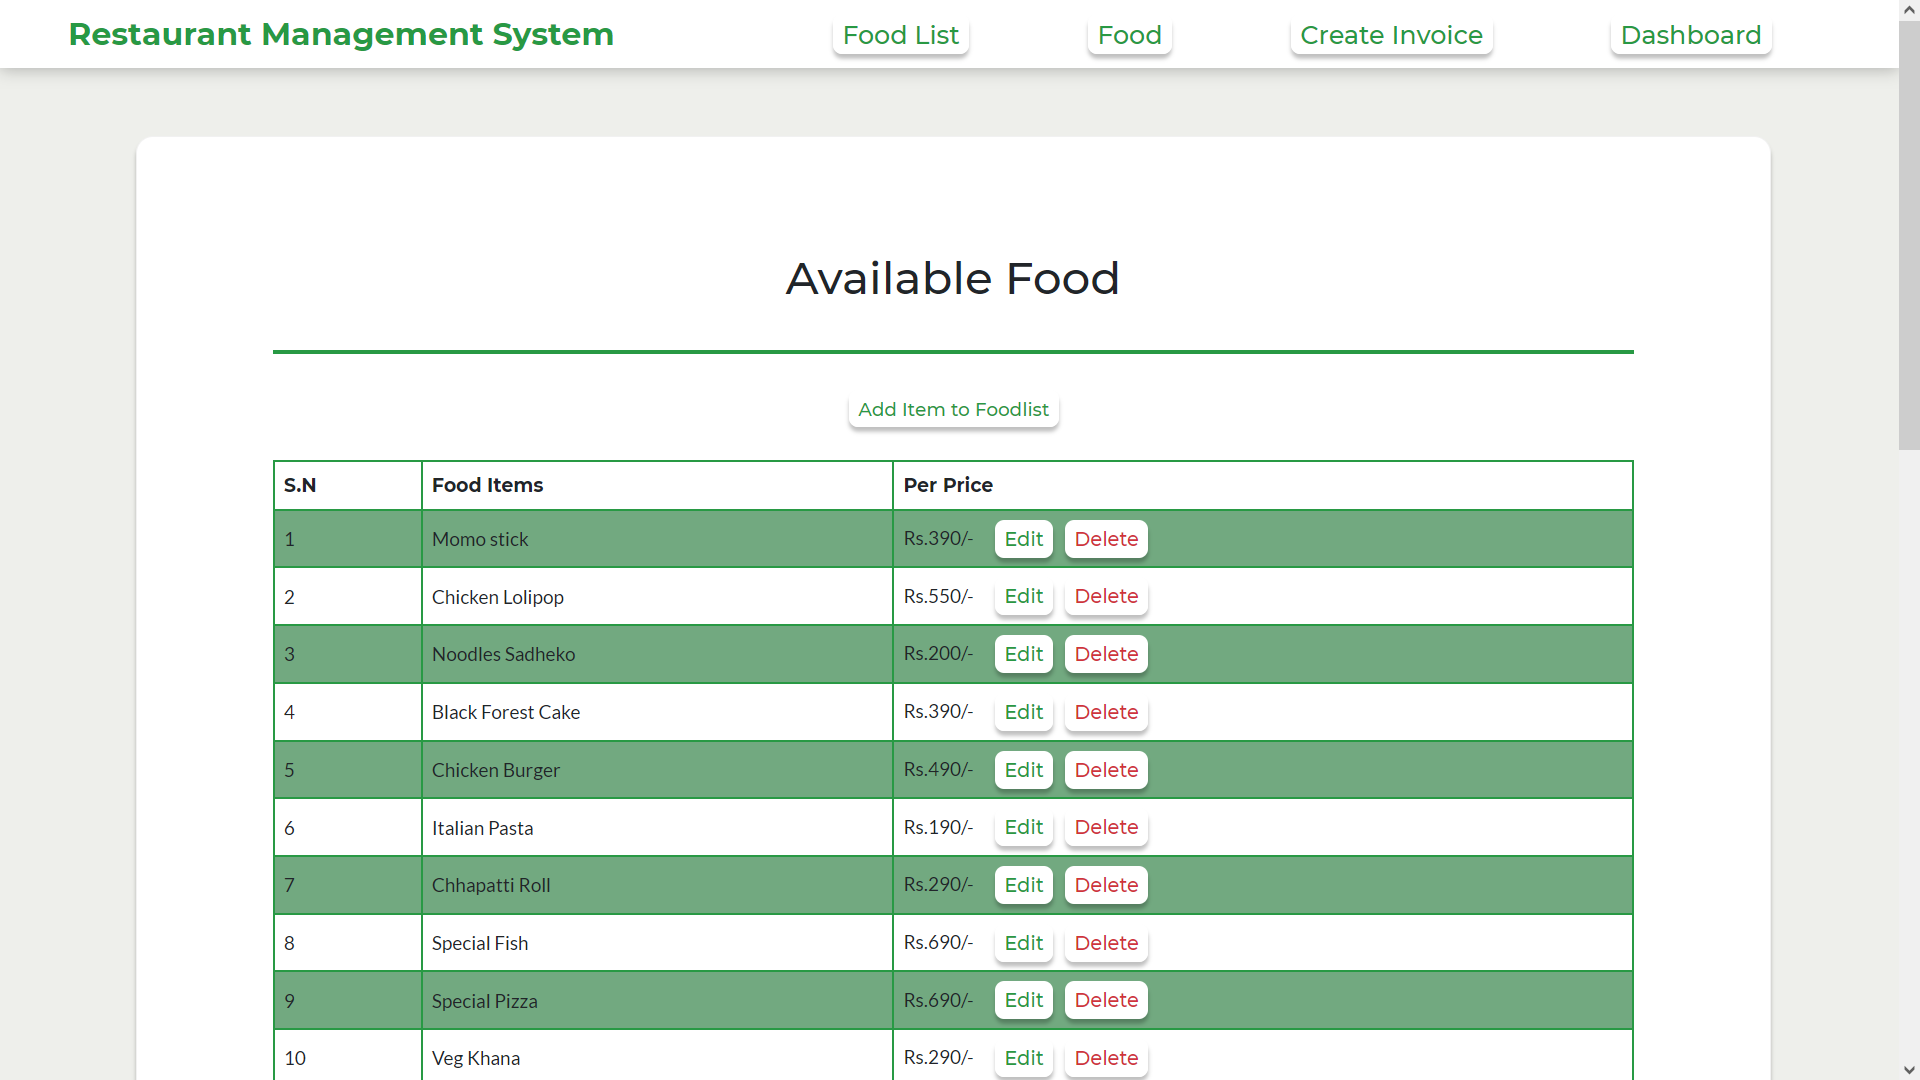 Restaurant Management System Food List Food Create Invoice Dashboard
Available Food
Add Item to Foodlist
S.N Food Items Per Price
1 Momo stick Rs.390/- Edit Delete
2 Chicken Lolipop Rs.550/- Edit Delete
3 Noodles Sadheko Rs.200/- Edit Delete
4 Black Forest Cake Rs.390/- Edit Delete
5 Chicken Burger Rs.490/- Edit Delete
6 Italian Pasta Rs.190/- Edit Delete
7 Chhapatti Roll Rs.290/- Edit Delete
8 Special Fish Rs.690/- Edit Delete
9 Special Pizza Rs.690/- Edit Delete
10 Veg Khana Rs.290/- Edit Delete